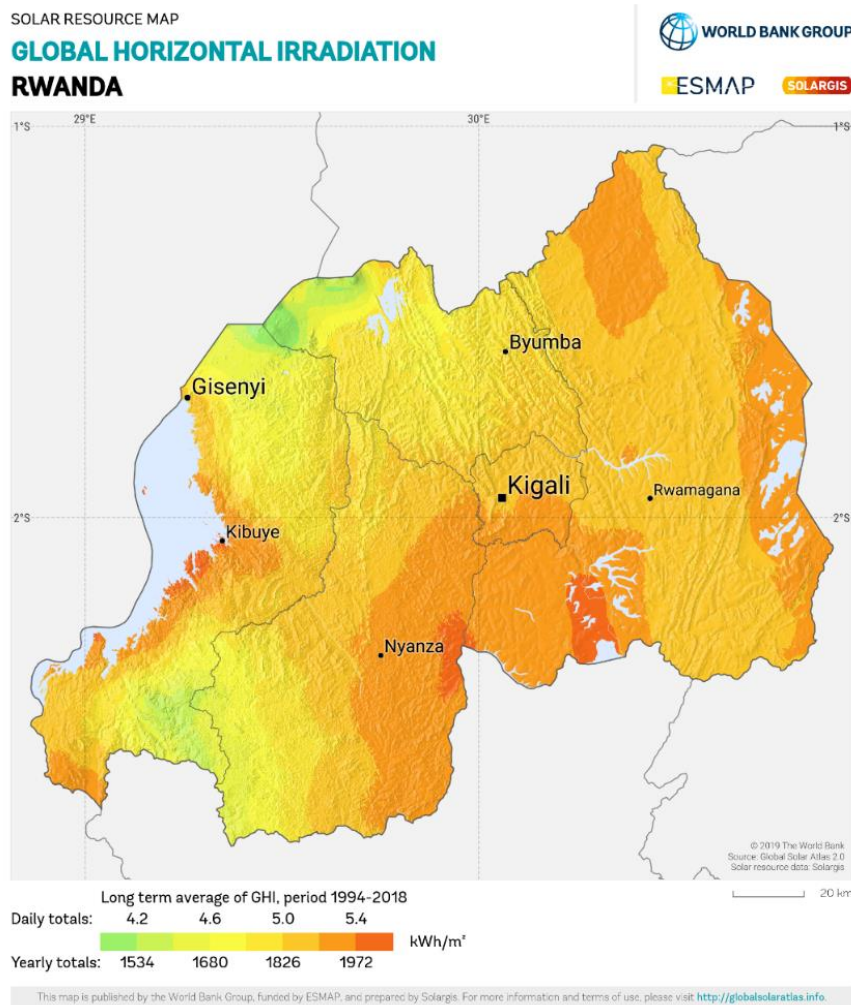 SOLAR RESOURCE MAP
GLOBAL HORIZONTAL IRRADIATION
RWANDA
WORLD BANK GROUP
ESMAP
SOLARGIS
1°S
29°E
30°E
1°S
Byumba
Gisenyi
Kigali
Rwamagana
2°S
2°S
Kibuye
Nyanza
© 2019 The World Bank
Source: Global Solar Atlas 2.0
Solar resource data: Solargis
20 km
Long term average of GHI, period 1994-2018
Daily totals: 4.2 4.6 5.0 5.4
kWh/m²
Yearly totals: 1534 1680 1826 1972
This map is published by the World Bank Group, funded by ESMAP, and prepared by Solargis. For more information and terms of use, please visit http://globalsolaratlas.info.